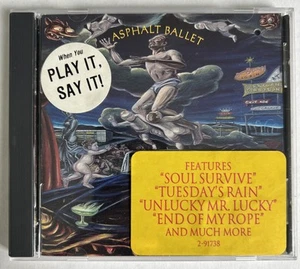 ASPHALT BALLET
When You
PLAY IT,
SAY IT!
FEATURES
"SOUL SURVIVE"
"TUESDAY'S RAIN"
"UNLUCKY MR. LUCKY"
"END OF MY ROPE"
AND MUCH MORE
2-91738